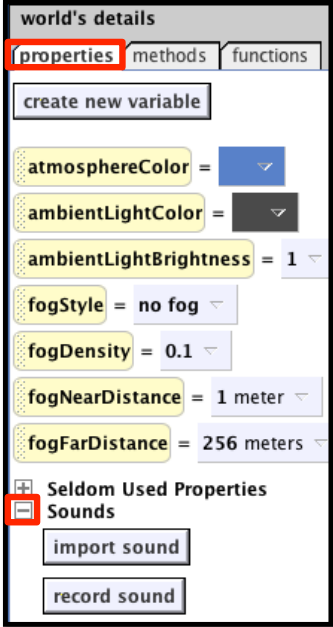 world's details
properties methods functions
create new variable
atmosphereColor =
ambientLightColor =
ambientLightBrightness = 1
fogStyle = no fog
fogDensity = 0.1
fogNearDistance = 1 meter
fogFarDistance = 256 meters
Seldom Used Properties
Sounds
import sound
record sound